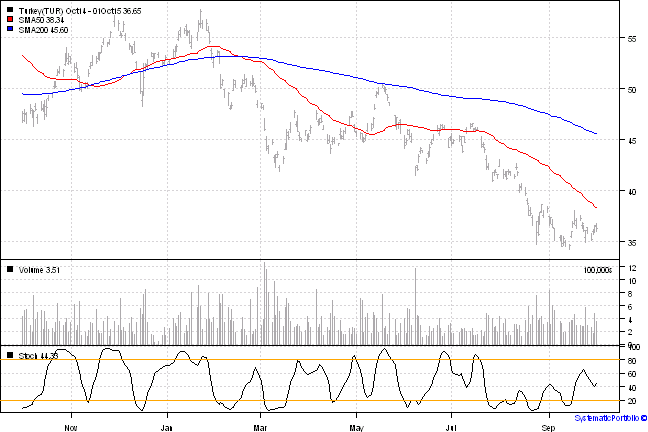 Turkey(TUR) Oct14 - 01Oct15 36.65
SMA50 38.34
SMA200 45.60
55
50
45
40
35
Volume 3.51
100,000s
12
10
8
6
4
2
0
Stoch 44.33
100
80
60
40
20
Nov
Jan
Mar
May
Jul
Sep
SystematicPortfolio ©